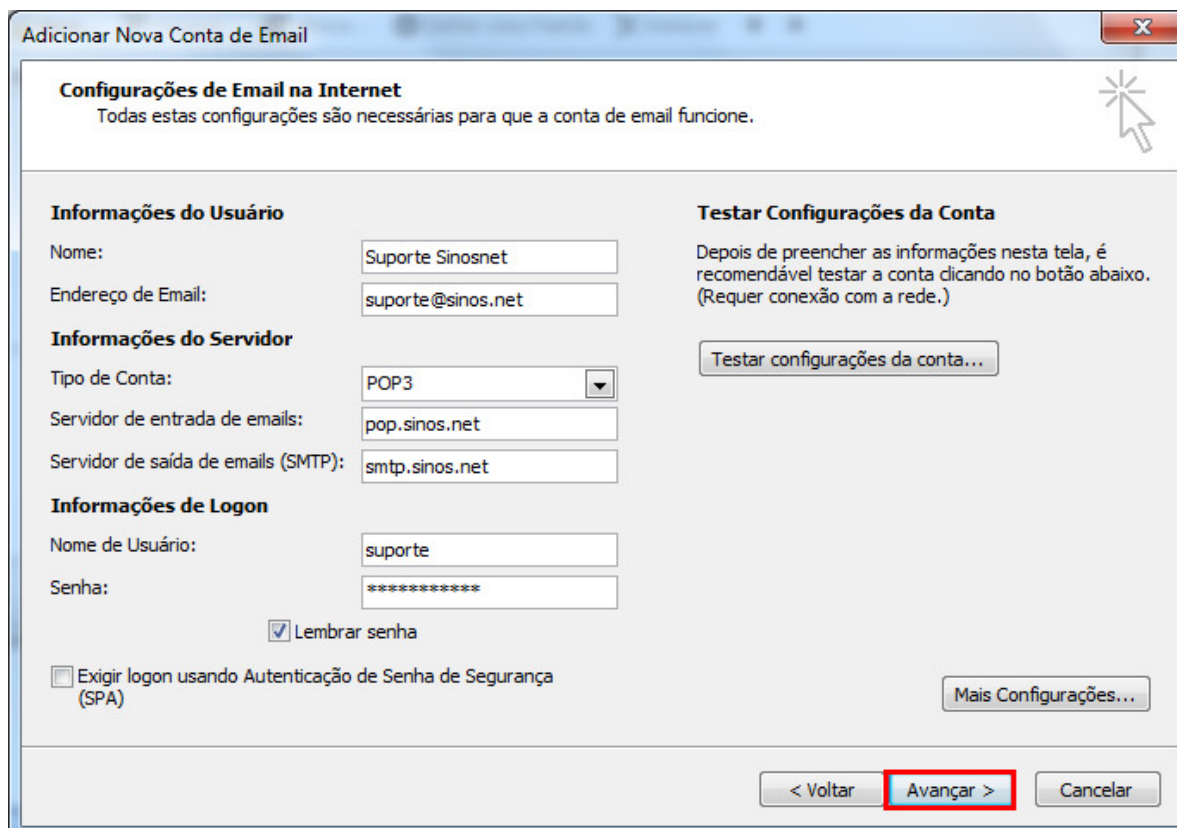 Adicionar Nova Conta de Email
Configurações de Email na Internet
Todas estas configurações são necessárias para que a conta de email funcione.
Informações do Usuário
Nome:
Suporte Sinosnet
Endereço de Email:
suporte@sinos.net
Informações do Servidor
Tipo de Conta:
POP3
Servidor de entrada de emails:
pop.sinos.net
Servidor de saída de emails (SMTP):
smtp.sinos.net
Informações de Logon
Nome de Usuário:
suporte
Senha:
***********
Lembrar senha
Exigir logon usando Autenticação de Senha de Segurança
(SPA)
Testar Configurações da Conta
Depois de preencher as informações nesta tela, é
recomendável testar a conta clicando no botão abaixo.
(Requer conexão com a rede.)
Testar configurações da conta...
Mais Configurações...
< Voltar
Avançar >
Cancelar